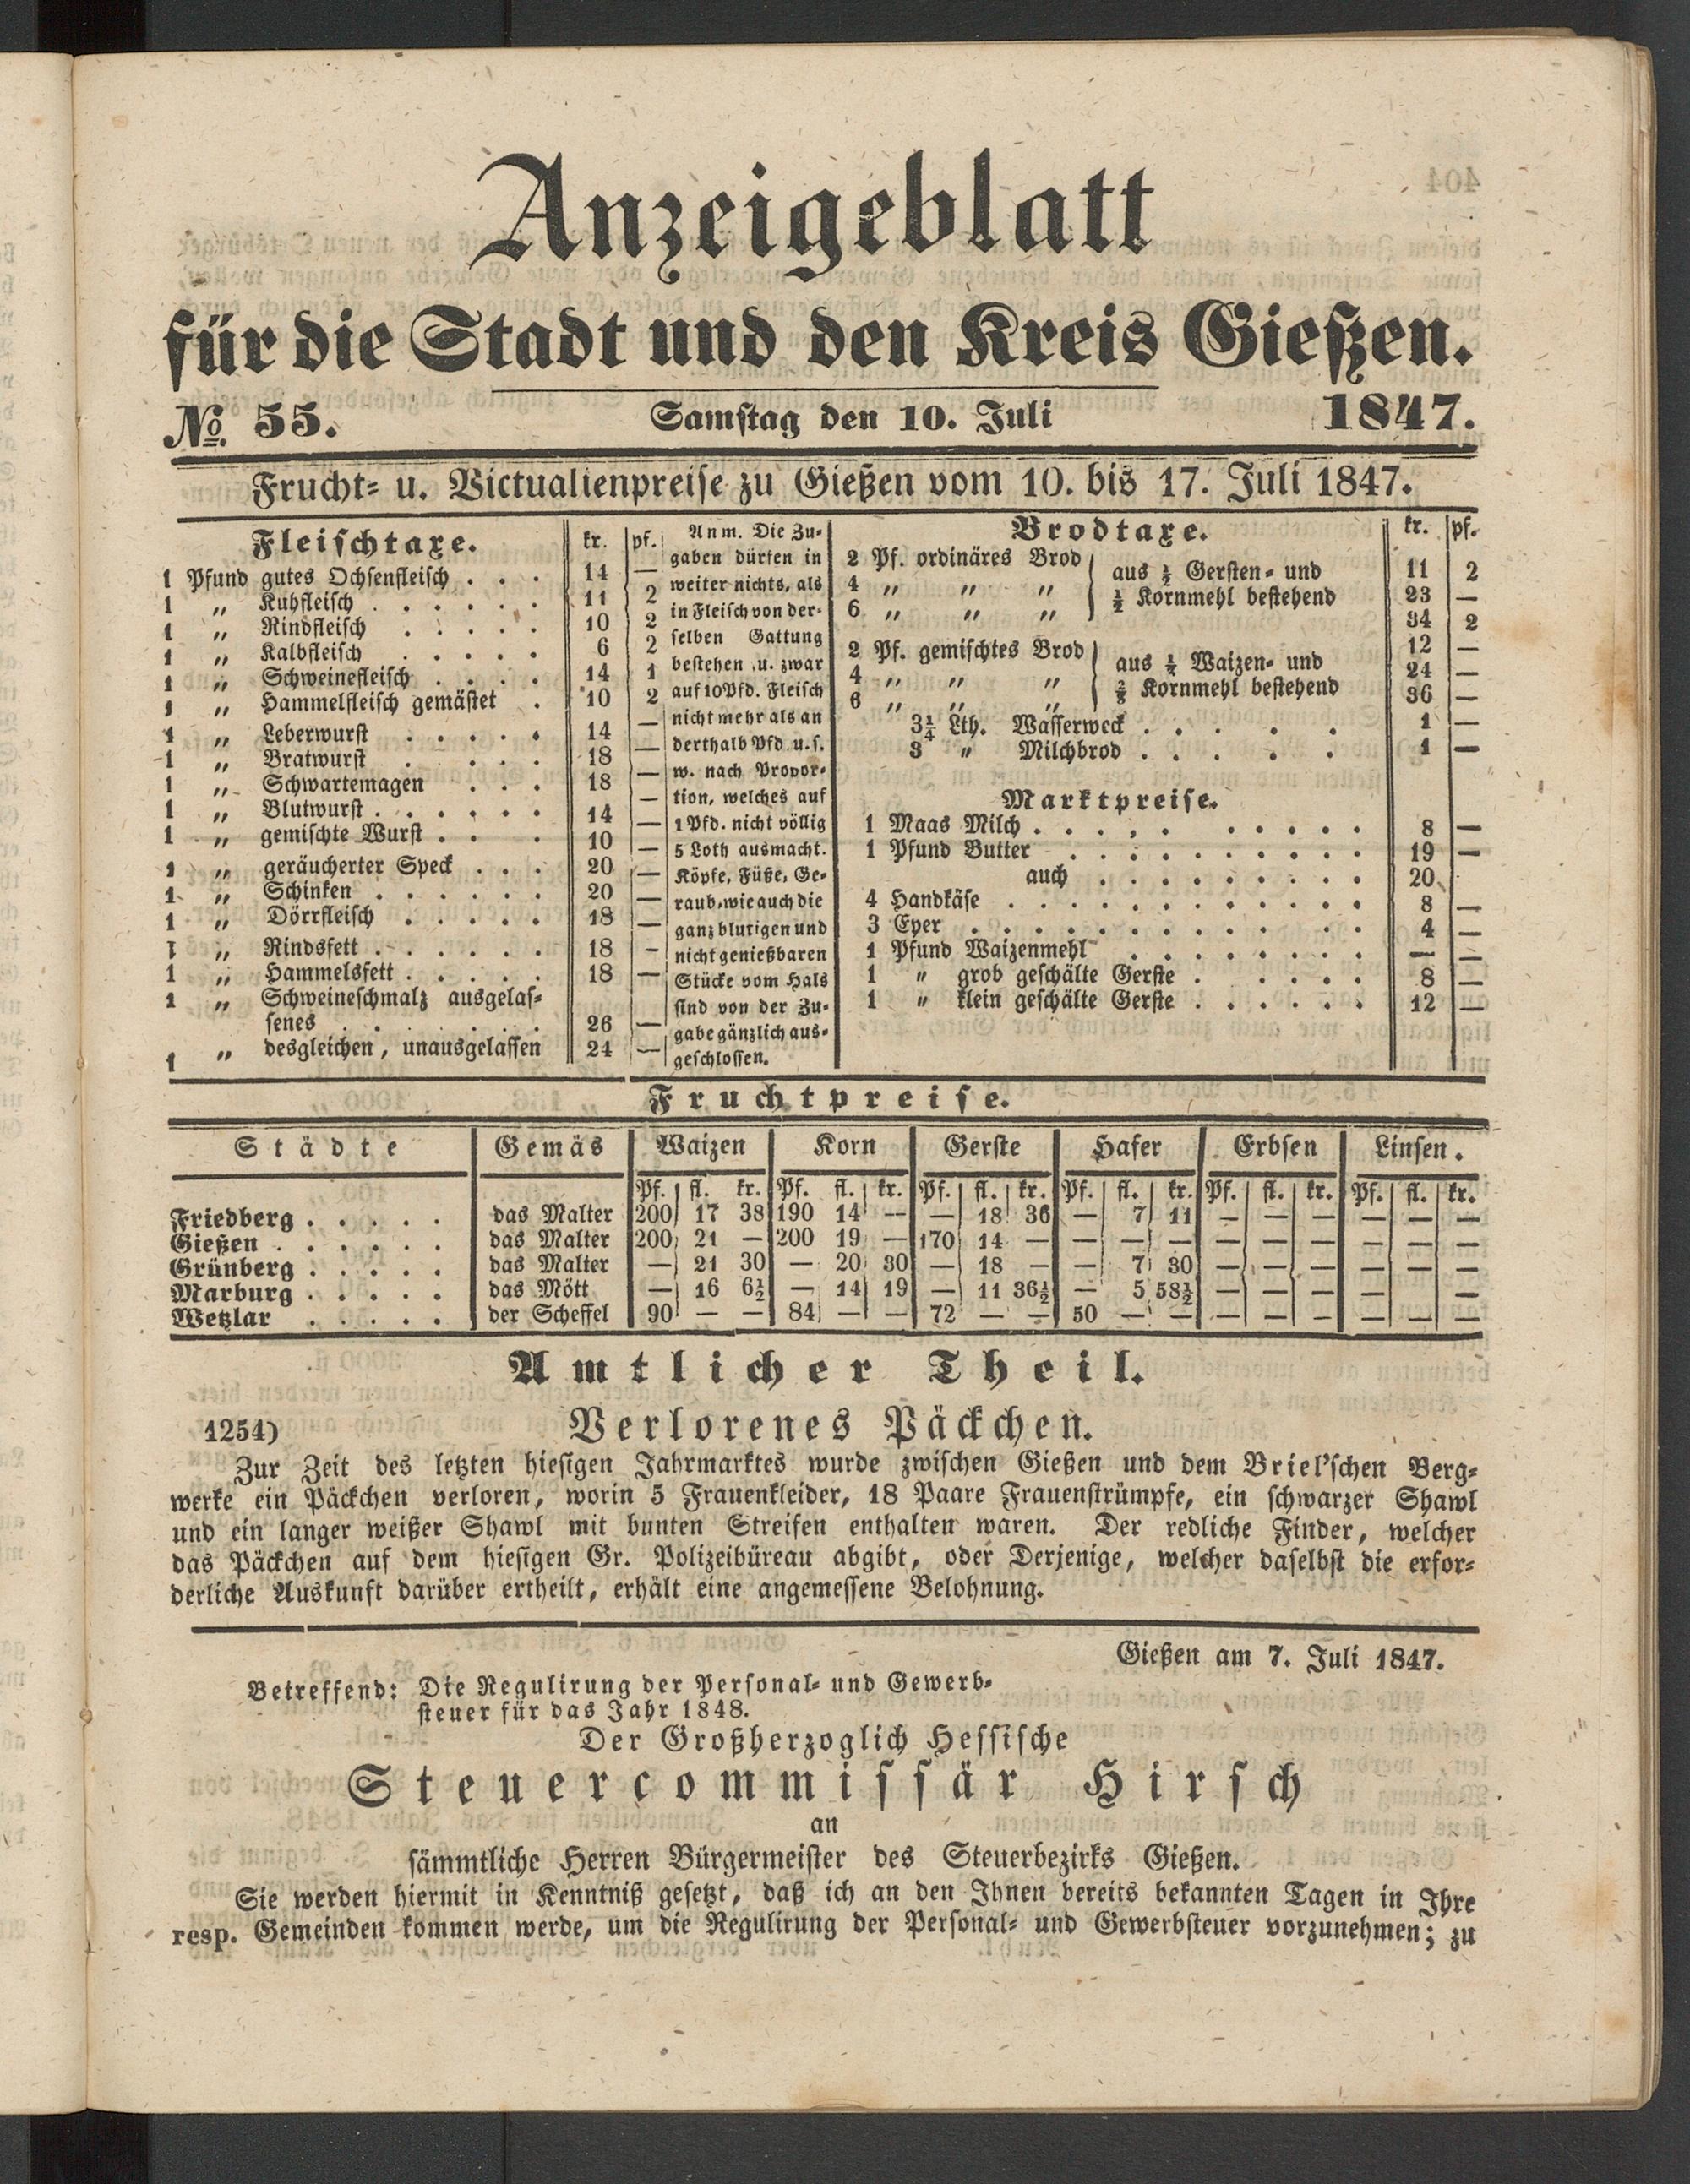 Anzeigeblatt
für die Stadt und den Kreis Gießen.
No. 55. Samſtag den 10. Juli 1847.
Frucht- u. Victualienpreiſe zu Gießen vom 10. bis 17. Juli 1847.
Fleiſchtaxe. kr. pf.
1 Pfund gutes Ochſenfleiſch . . . 14 —
1 „ Kuhfleiſch . . . . . . 11 2
1 „ Rindfleiſch . . . . . 10 2
1 „ Kalbfleiſch . . . . . 6 2
1 „ Schweinefleiſch . . . . 14 1
1 „ Hammelfleiſch gemäſtet . 10 2
1 „ Leberwurſt . . . . . 14 —
1 „ Bratwurſt . . . . . 18 —
1 „ Schwartemagen . . . 18 —
1 „ Blutwurſt . . . . . . 14 —
1 „ gemiſchte Wurſt . . . . 10 —
1 „ geräucherter Speck . . . 20 —
1 „ Schinken . . . . . . 20 —
1 „ Dörrfleiſch . . . . . 18 —
1 „ Rindsfett . . . . . . 18 —
1 „ Hammelsfett . . . . . 18 —
1 „ Schweineſchmalz ausgelaſ-
ſenes . . . . . . . 26 —
1 „ desgleichen, unausgelaſſen 24 —
Anm. Die Zu-
gaben dürfen in
weiter nichts, als
in Fleiſch von der-
ſelben Gattung
beſtehen u. zwar
auf 10 Pfd. Fleiſch
nicht mehr als an
derthalb Pfd. u. ſ.
w. nach Propor-
tion, welches auf
1 Pfd. nicht völlig
5 Loth ausmacht.
Köpfe, Füße, Ge-
raub, wie auch die
ganz blutigen und
nicht genießbaren
Stücke vom Hals
ſind von der Zu-
gabe gänzlich aus-
geſchloſſen.
Brodtaxe. kr. pf.
2 Pf. ordinäres Brod aus ½ Gerſten- und 11 2
4 „ „ „ ½ Kornmehl beſtehend 23 —
6 „ „ „ 34 2
2 Pf. gemiſchtes Brod aus Waizen- und 12 —
4 „ „ „ Kornmehl beſtehend 24 —
6 „ „ „ 36 —
3¼ Lth. Waſſerweck . . . . . 1 —
3 „ Milchbrod . . . . . 1 —
Marktpreiſe.
1 Maas Milch . . . . . . . . . . 8 —
1 Pfund Butter . . . . . . . . . . 19 —
auch . . . . . . . . . 20
4 Handkäſe . . . . . . . . . . . . 8 —
3 Eyer . . . . . . . . . . . . 4 —
1 Pfund Waizenmehl . . . . . . . . — —
1 „ grob geſchälte Gerſte . . . . . 8 —
1 „ klein geſchälte Gerſte . . . . . . 12 —
Fruchtpreiſe.
Städte Gemäs Waizen Korn Gerſte Hafer Erbſen Linſen.
Pf. fl. kr. Pf. fl. kr. Pf. fl. kr. Pf. fl. kr. Pf. fl. kr. Pf. fl. kr.
Friedberg . . . . . das Malter 200 17 38 190 14 — — 18 36 — 7 11 — — — — — —
Gießen . . . . . . das Malter 200 21 — 200 19 — 170 14 — — — — — — — — — —
Grünberg . . . . . das Malter — 21 30 — 20 30 — 18 — — 7 30 — — — — — —
Marburg . . . . . das Mött — 16 6½ — 14 19 — 11 36½ — 5 58½ — — — — — —
Wetzlar . . . . . der Scheffel 90 — — 84 — — 72 — — 50 — — — — — — — —
Amtlicher Theil.
1254) Verlorenes Päckchen.
Zur Zeit des letzten hieſigen Jahrmarktes wurde zwiſchen Gießen und dem Briel’ſchen Berg-
werke ein Päckchen verloren, worin 5 Frauenkleider, 18 Paare Frauenſtrümpfe, ein ſchwarzer Shawl
und ein langer weißer Shawl mit bunten Streifen enthalten waren. Der redliche Finder, welcher
das Päckchen auf dem hieſigen Gr. Polizeibüreau abgibt, oder Derjenige, welcher daſelbſt die erfor-
derliche Auskunft darüber ertheilt, erhält eine angemeſſene Belohnung.
Gießen am 7. Juli 1847.
Betreffend: Die Regulirung der Perſonal- und Gewerb-
ſteuer für das Jahr 1848.
Der Großherzoglich Heſſiſche
Steuercommiſſär Hirſch
an
ſämmtliche Herren Bürgermeiſter des Steuerbezirks Gießen.
Sie werden hiermit in Kenntniß geſetzt, daß ich an den Ihnen bereits bekannten Tagen in Ihre
resp. Gemeinden kommen werde, um die Regulirung der Perſonal- und Gewerbſteuer vorzunehmen; zu